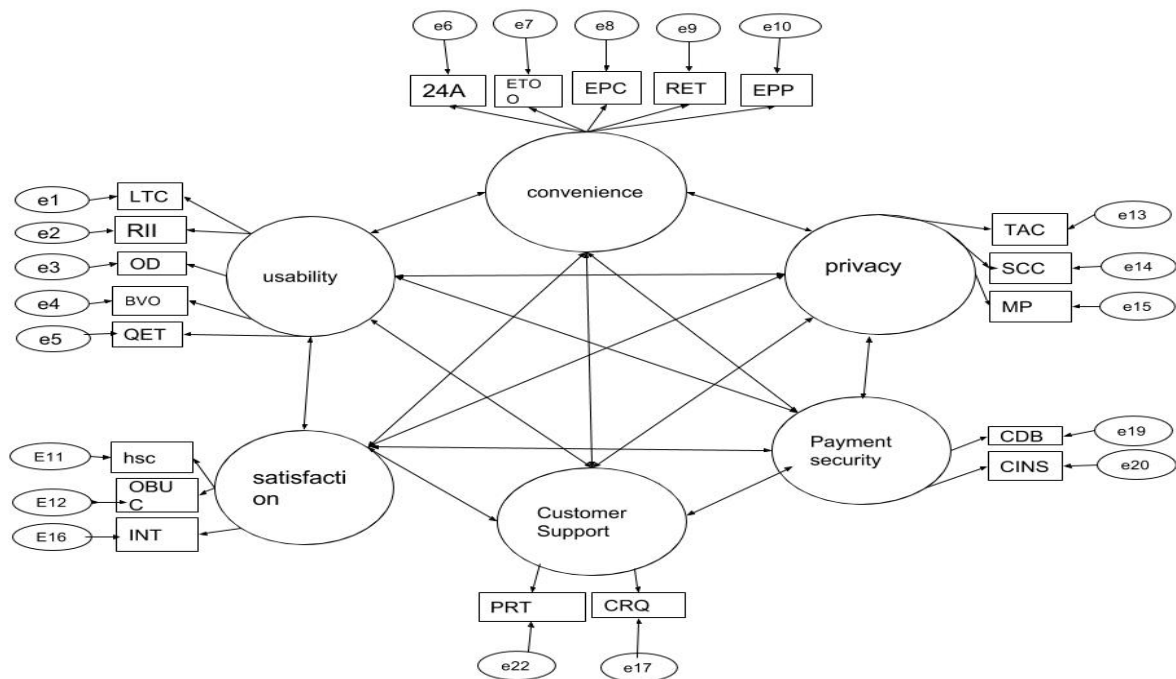 e6
e7
e8
e9
e10
24A
ETO
O
EPC
RET
EPP
convenience
e1
LTC
e2
RII
e3
OD
e4
BVO
e5
QET
usability
privacy
TAC
e13
SCC
e14
MP
e15
E11
hsc
E12
OBU
C
E16
INT
satisfacti
on
Customer
Support
Payment
security
CDB
e19
CINS
e20
PRT
CRQ
e22
e17